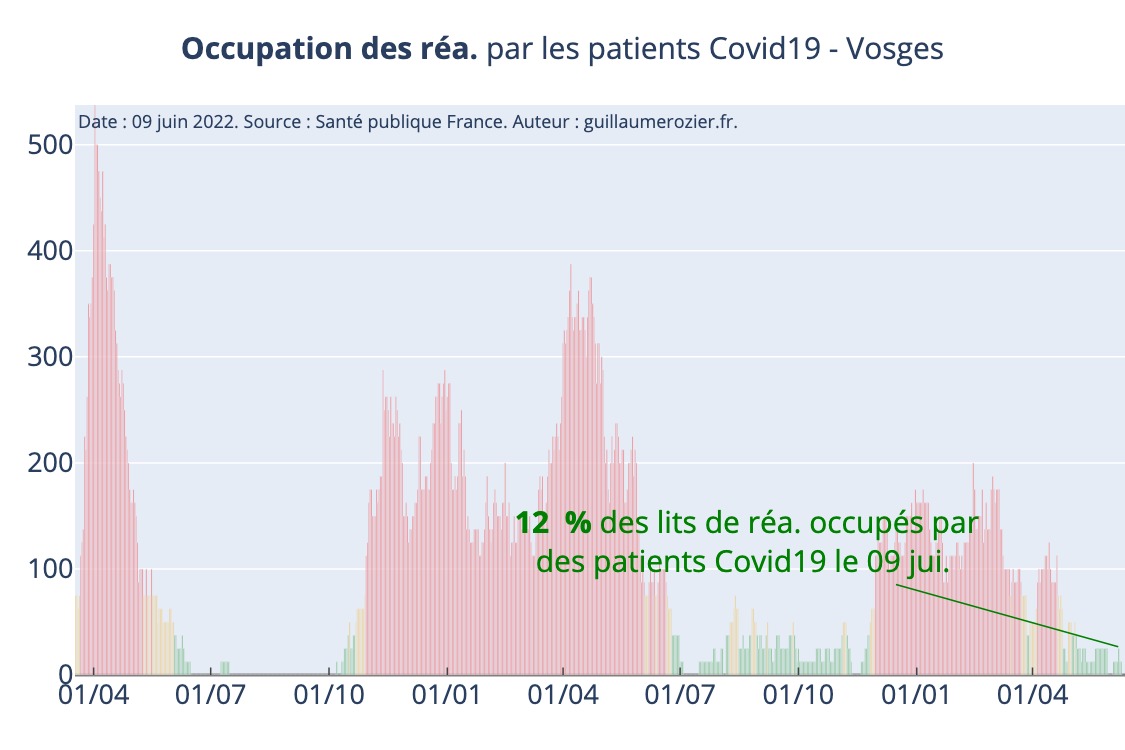 Occupation des réa. par les patients Covid19 - Vosges
Date : 09 juin 2022. Source : Santé publique France. Auteur : guillaumerozier.fr.
500
400
300
200
12 % des lits de réa. occupés par
des patients Covid19 le 09 jui.
100
0
01/04 01/07 01/10 01/01 01/04 01/07 01/10 01/01 01/04